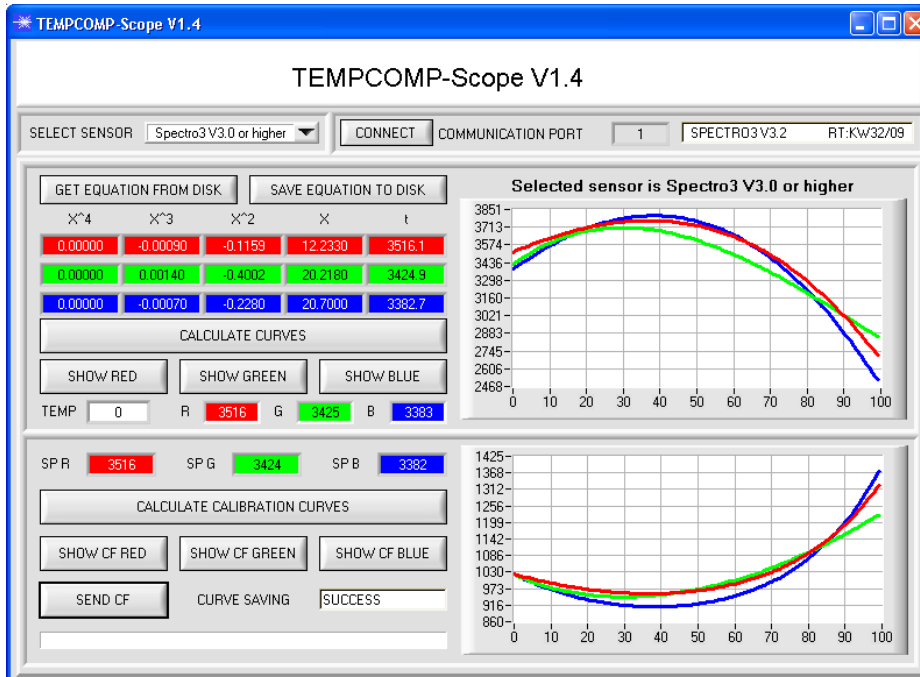 TEMPCOMP-Scope V1.4
TEMPCOMP-Scope V1.4
SELECT SENSOR Spectro3 V3.0 or higher CONNECT COMMUNICATION PORT 1 SPECTRO3 V3.2 RT:KW32/09
GET EQUATION FROM DISK SAVE EQUATION TO DISK
X^4 X^3 X^2 X t
0.00000 -0.00090 -0.1159 12.2330 3516.1
0.00000 0.00140 -0.4002 20.2180 3424.9
0.00000 -0.00070 -0.2280 20.7000 3382.7
CALCULATE CURVES
SHOW RED SHOW GREEN SHOW BLUE
TEMP 0 R 3516 G 3425 B 3383
Selected sensor is Spectro3 V3.0 or higher
3851
3713
3574
3436
3298
3160
3021
2883
2745
2606
2468
0 10 20 30 40 50 60 70 80 90 100
SP R 3516 SP G 3424 SP B 3382
CALCULATE CALIBRATION CURVES
SHOW CF RED SHOW CF GREEN SHOW CF BLUE
SEND CF CURVE SAVING SUCCESS
1425
1368
1312
1256
1199
1142
1086
1030
973
916
860
0 10 20 30 40 50 60 70 80 90 100